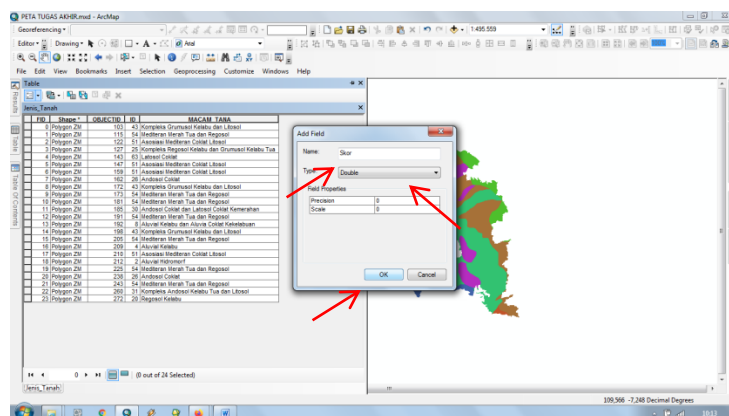 PETA TUGAS AKHIR.mxd - ArcMap
Georeferencing
1:495.559
Editor Drawing A Arial
File Edit View Bookmarks Insert Selection Geoprocessing Customize Windows Help
Table
Jenis_Tanah
FID Shape * OBJECTID ID MACAM_TANA
0 Polygon ZM 103 43 Kompleks Grumusol Kelabu dan Litosol
1 Polygon ZM 115 54 Mediteran Merah Tua dan Regosol
2 Polygon ZM 122 51 Asosiasi Mediteran Coklat Litosol
3 Polygon ZM 127 25 Kompleks Regosol Kelabu dan Grumusol Kelabu Tua
4 Polygon ZM 143 63 Latosol Coklat
5 Polygon ZM 147 51 Asosiasi Mediteran Coklat Litosol
6 Polygon ZM 159 51 Asosiasi Mediteran Coklat Litosol
7 Polygon ZM 162 26 Andosol Coklat
8 Polygon ZM 172 43 Kompleks Grumusol Kelabu dan Litosol
9 Polygon ZM 173 54 Mediteran Merah Tua dan Regosol
10 Polygon ZM 181 54 Mediteran Merah Tua dan Regosol
11 Polygon ZM 185 30 Andosol Coklat dan Latosol Coklat Kemerahan
12 Polygon ZM 191 54 Mediteran Merah Tua dan Regosol
13 Polygon ZM 192 8 Aluvial Kelabu dan Aluvia Coklat Kekelabuan
14 Polygon ZM 198 43 Kompleks Grumusol Kelabu dan Litosol
15 Polygon ZM 205 54 Mediteran Merah Tua dan Regosol
16 Polygon ZM 209 4 Aluvial Kelabu
17 Polygon ZM 210 51 Asosiasi Mediteran Coklat Litosol
18 Polygon ZM 212 2 Aluvial Hidromorf
19 Polygon ZM 225 54 Mediteran Merah Tua dan Regosol
20 Polygon ZM 238 26 Andosol Coklat
21 Polygon ZM 243 54 Mediteran Merah Tua dan Regosol
22 Polygon ZM 260 31 Kompleks Andosol Kelabu Tua dan Litosol
23 Polygon ZM 272 20 Regosol Kelabu
0 (0 out of 24 Selected)
Jenis_Tanah
Results
Table
Table Of Contents
Add Field
Name: Skor
Type: Double
Field Properties
Precision 0
Scale 0
OK Cancel
109,566 -7,248 Decimal Degrees
10:13